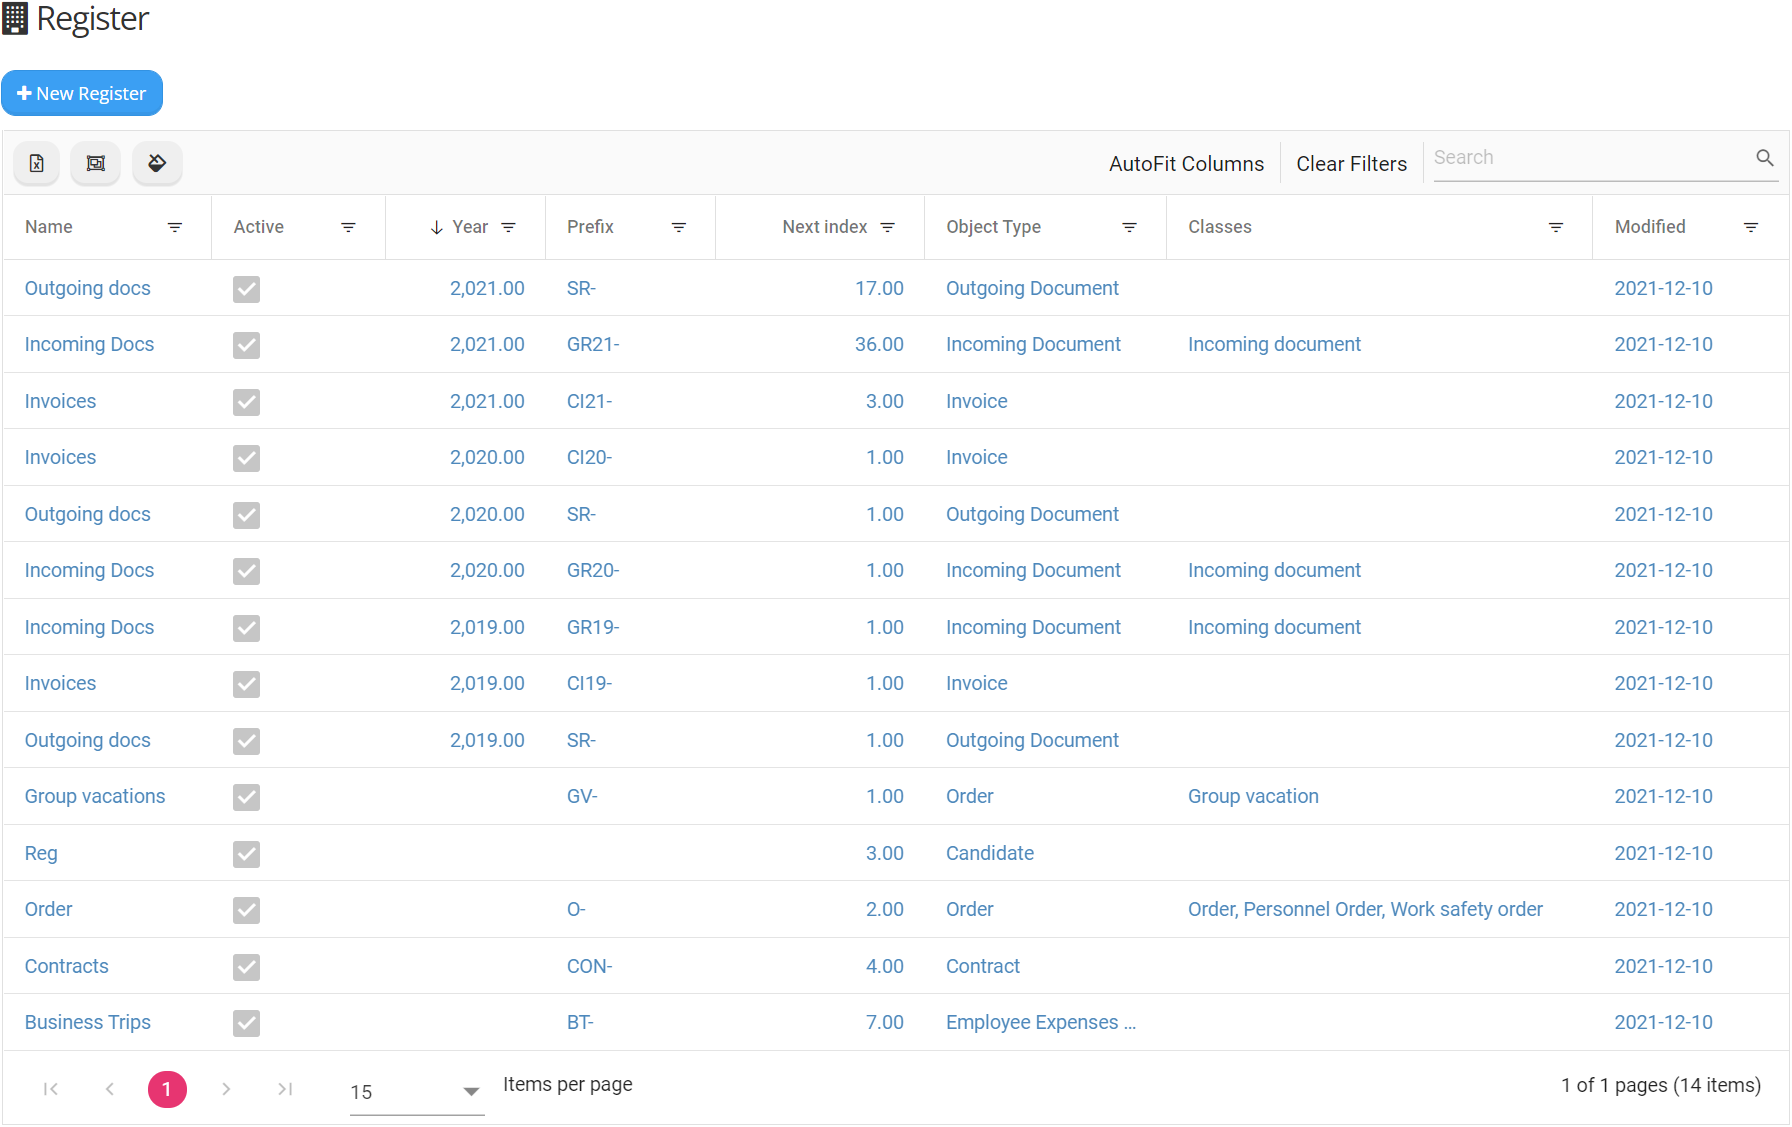 Register
New Register
AutoFit Columns Clear Filters Search
Name Active Year Prefix Next index Object Type Classes Modified
Outgoing docs 2,021.00 SR- 17.00 Outgoing Document 2021-12-10
Incoming Docs 2,021.00 GR21- 36.00 Incoming Document Incoming document 2021-12-10
Invoices 2,021.00 CI21- 3.00 Invoice 2021-12-10
Invoices 2,020.00 CI20- 1.00 Invoice 2021-12-10
Outgoing docs 2,020.00 SR- 1.00 Outgoing Document 2021-12-10
Incoming Docs 2,020.00 GR20- 1.00 Incoming Document Incoming document 2021-12-10
Incoming Docs 2,019.00 GR19- 1.00 Incoming Document Incoming document 2021-12-10
Invoices 2,019.00 CI19- 1.00 Invoice 2021-12-10
Outgoing docs 2,019.00 SR- 1.00 Outgoing Document 2021-12-10
Group vacations GV- 1.00 Order Group vacation 2021-12-10
Reg 3.00 Candidate 2021-12-10
Order O- 2.00 Order Order, Personnel Order, Work safety order 2021-12-10
Contracts CON- 4.00 Contract 2021-12-10
Business Trips BT- 7.00 Employee Expenses ... 2021-12-10
1 15 Items per page 1 of 1 pages (14 items)